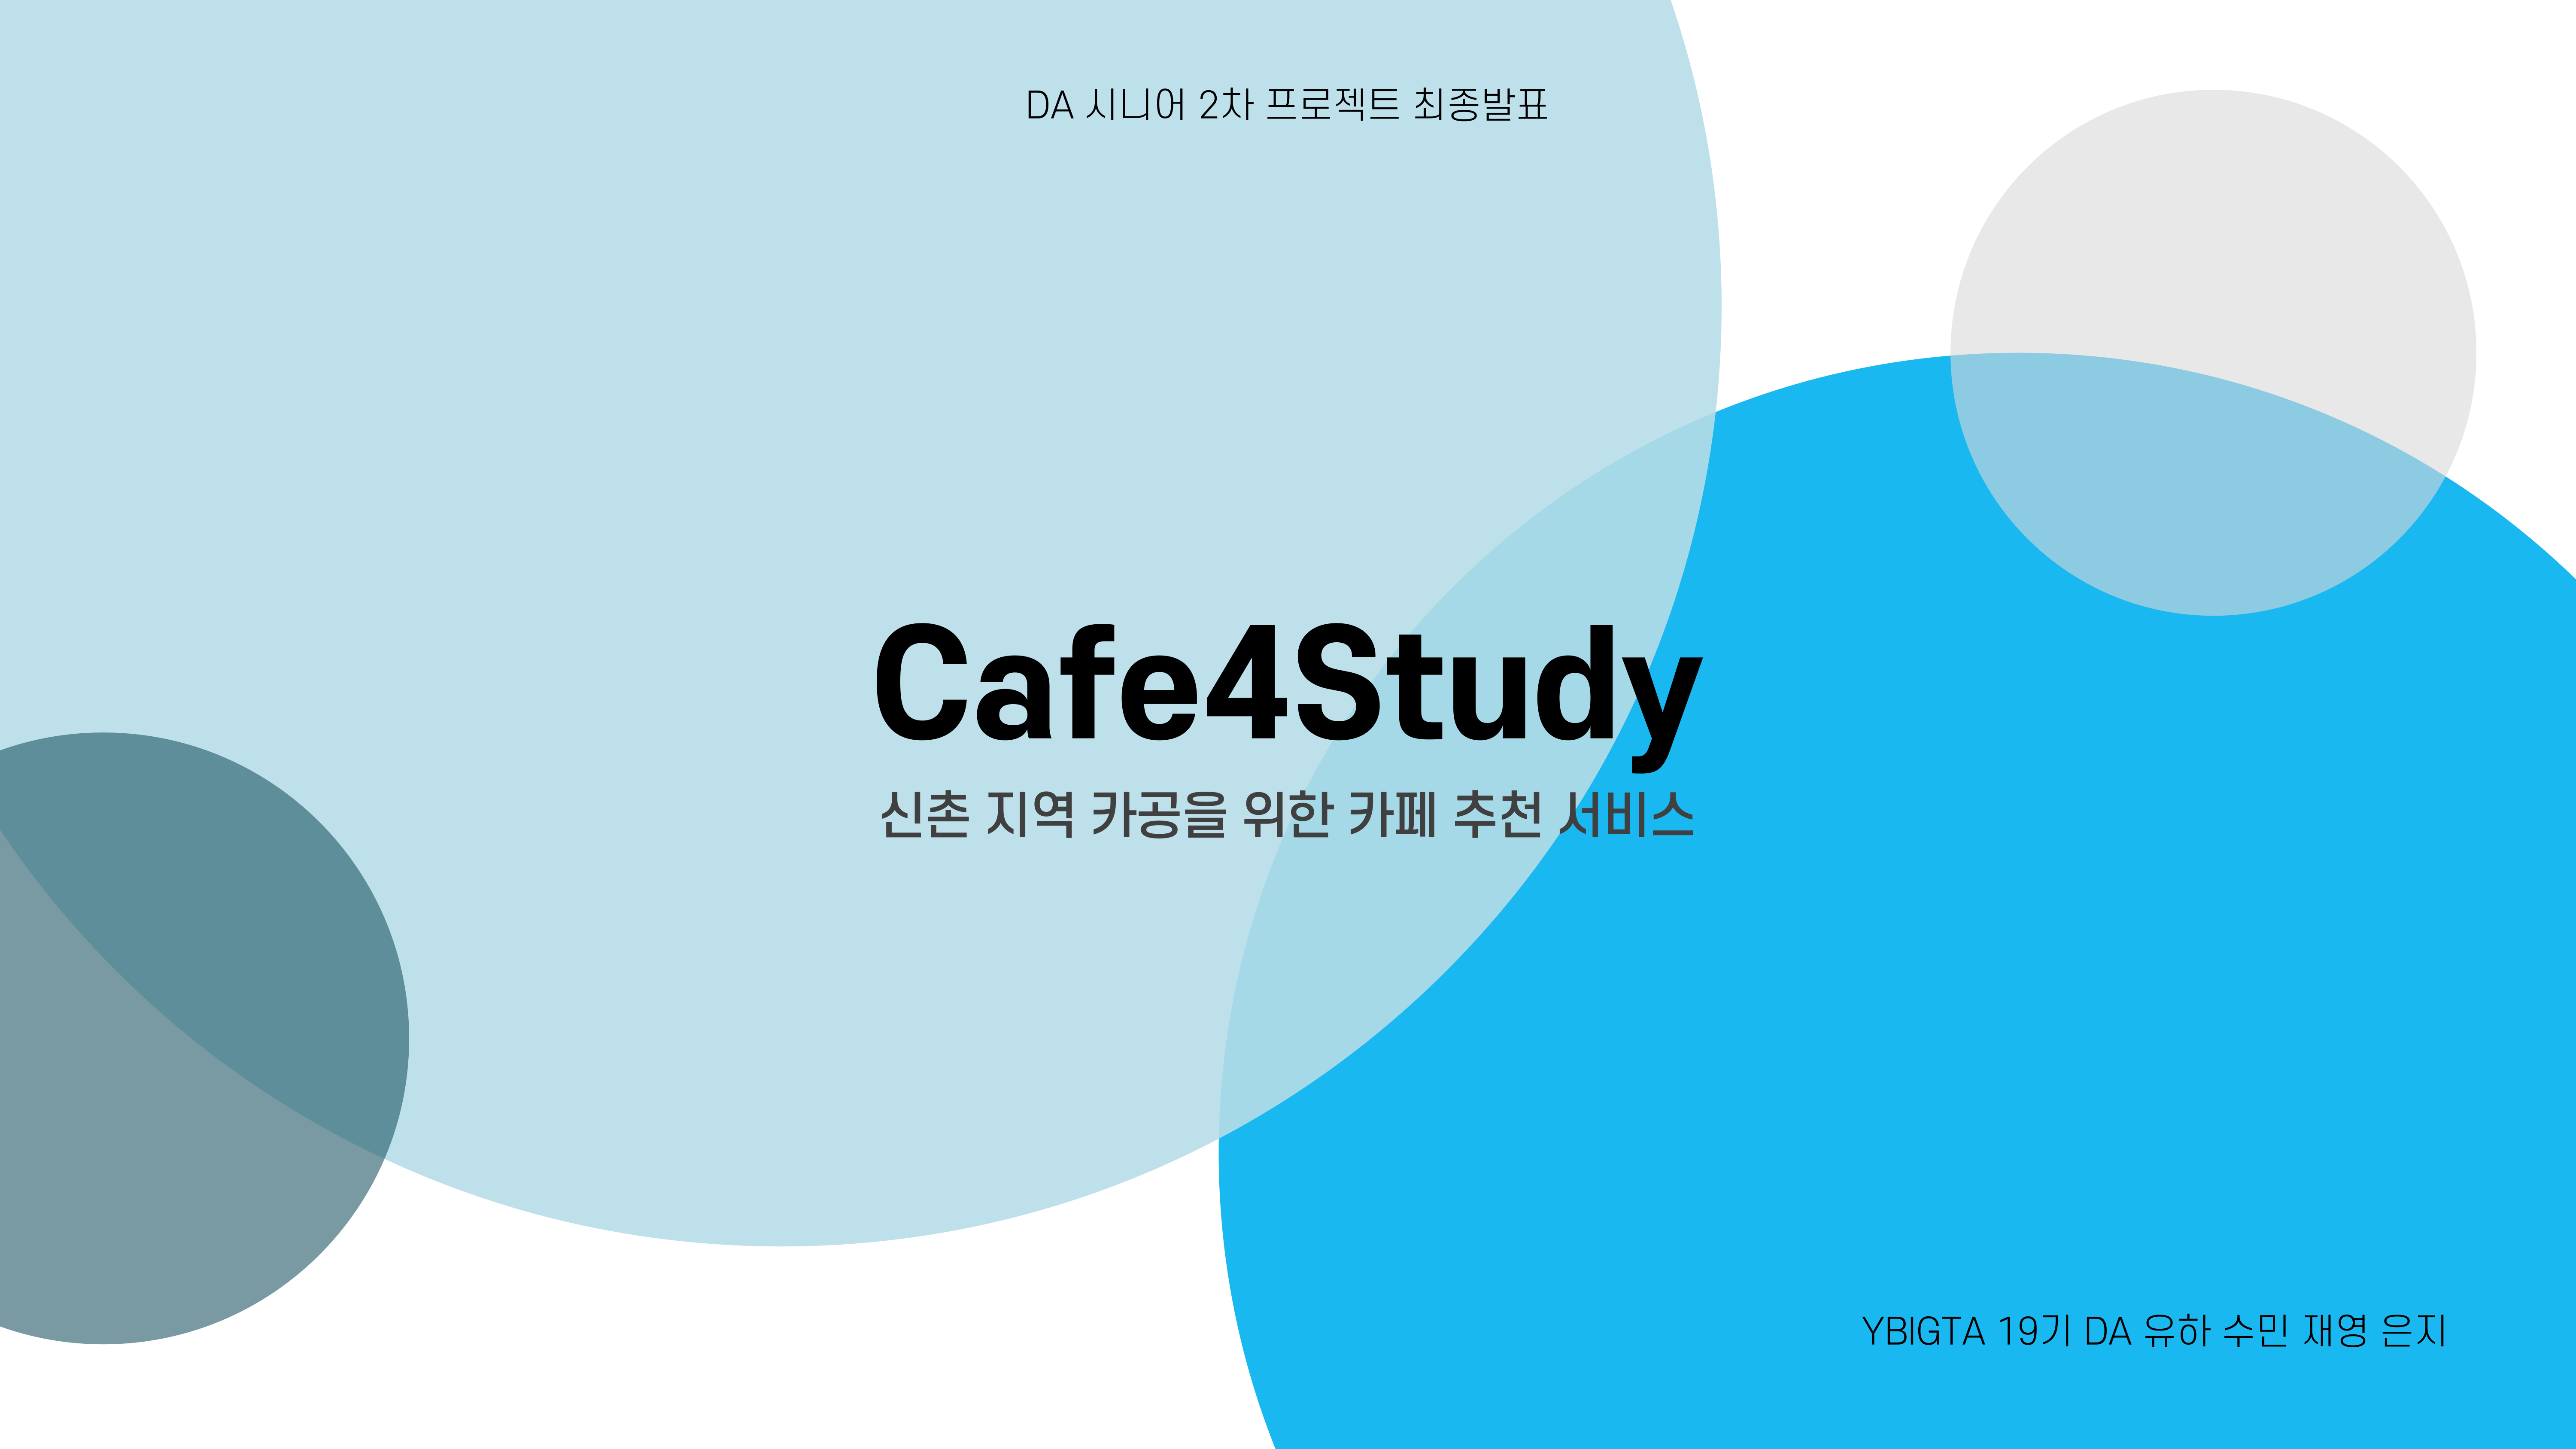 DA 시니어 2차 프로젝트 최종발표
Cafe4Study
신촌 지역 카공을 위한 카페 추천 서비스
YBIGTA 19기 DA 유하 수민 재영 은지